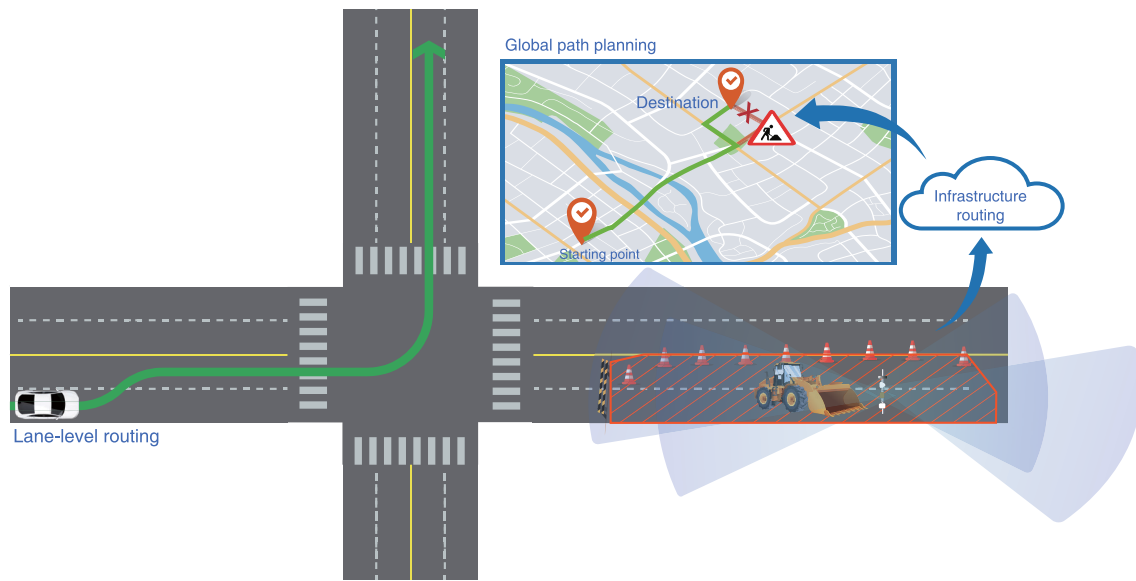 Global path planning
Destination
Starting point
Infrastructure
routing
Lane-level routing